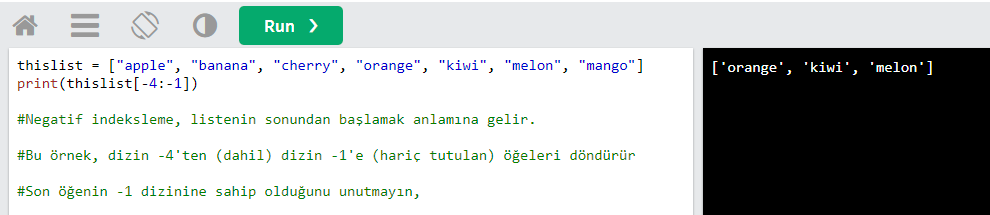 Run ❯
thislist = ["apple", "banana", "cherry", "orange", "kiwi", "melon", "mango"]
print(thislist[-4:-1])
#Negatif indeksleme, listenin sonundan başlamak anlamına gelir.
#Bu örnek, dizin -4'ten (dahil) dizin -1'e (hariç tutulan) öğeleri döndürür
#Son öğenin -1 dizinine sahip olduğunu unutmayın,
['orange', 'kiwi', 'melon']